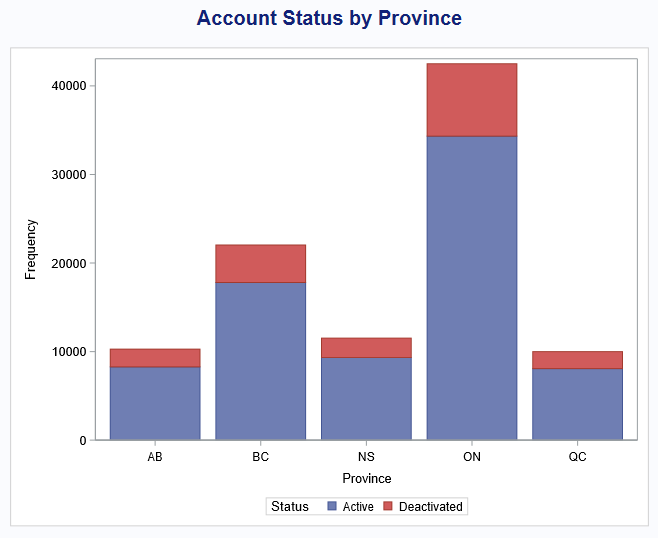 Account Status by Province
40000
30000
20000
10000
0
Frequency
AB BC NS ON QC
Province
Status Active Deactivated